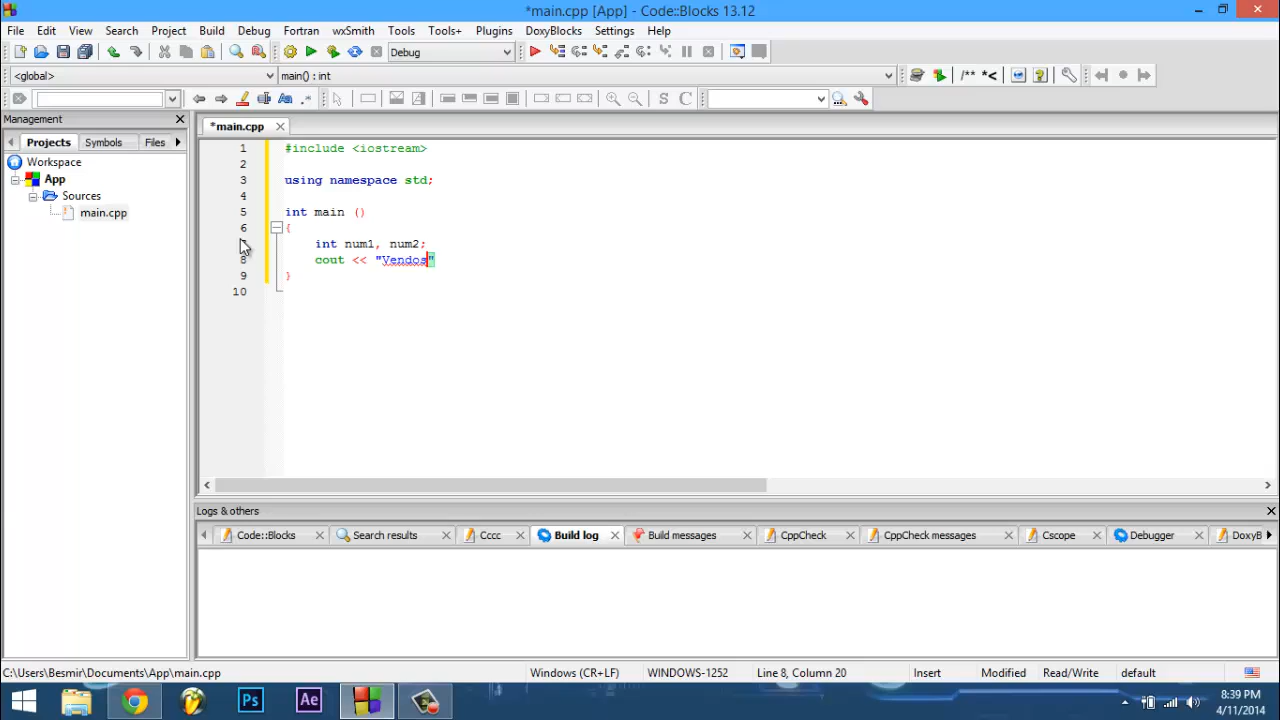 *main.cpp [App] - Code::Blocks 13.12
File Edit View Search Project Build Debug Fortran wxSmith Tools Tools+ Plugins DoxyBlocks Settings Help
Debug
<global> main() : int
/** *<
S C
Management
Projects Symbols Files
Workspace
App
Sources
main.cpp
*main.cpp
1 #include <iostream>
2
3 using namespace std;
4
5 int main ()
6 {
int num1, num2;
8 cout << "Vendos"
9 }
10
Logs & others
Code::Blocks Search results Cccc Build log Build messages CppCheck CppCheck messages Cscope Debugger DoxyB
C:\Users\Besmir\Documents\App\main.cpp Windows (CR+LF) WINDOWS-1252 Line 8, Column 20 Insert Modified Read/Write default
Ps Ae
8:39 PM
4/11/2014